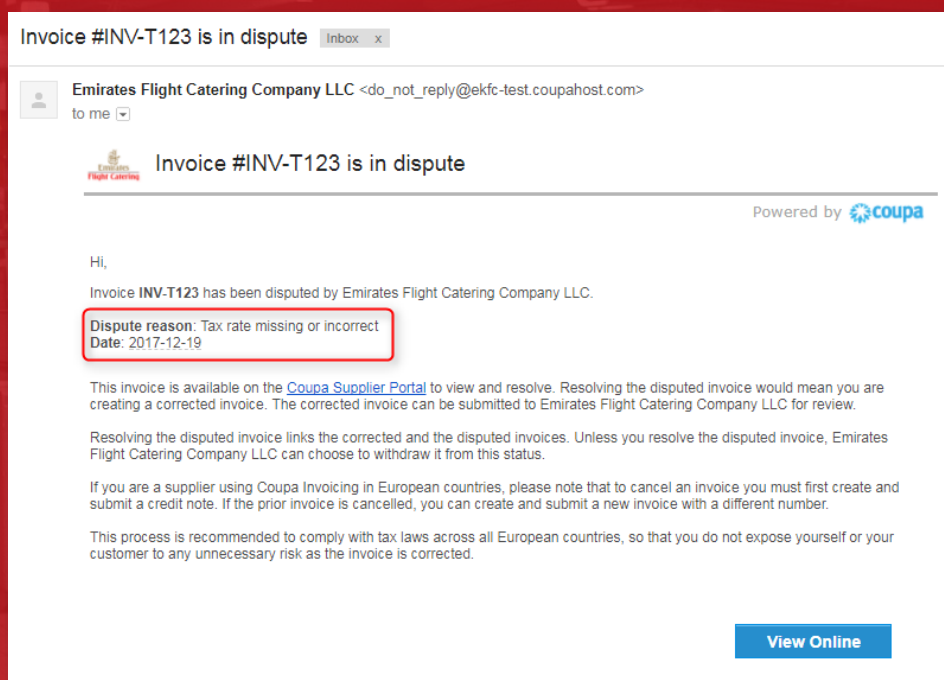 Invoice #INV-T123 is in dispute Inbox x
Emirates Flight Catering Company LLC <do_not_reply@ekfc-test.coupahost.com>
to me
Emirates
Flight Catering
Invoice #INV-T123 is in dispute
Powered by coupa
Hi,
Invoice INV-T123 has been disputed by Emirates Flight Catering Company LLC.
Dispute reason: Tax rate missing or incorrect
Date: 2017-12-19
This invoice is available on the Coupa Supplier Portal to view and resolve. Resolving the disputed invoice would mean you are
creating a corrected invoice. The corrected invoice can be submitted to Emirates Flight Catering Company LLC for review.
Resolving the disputed invoice links the corrected and the disputed invoices. Unless you resolve the disputed invoice, Emirates
Flight Catering Company LLC can choose to withdraw it from this status.
If you are a supplier using Coupa Invoicing in European countries, please note that to cancel an invoice you must first create and
submit a credit note. If the prior invoice is cancelled, you can create and submit a new invoice with a different number.
This process is recommended to comply with tax laws across all European countries, so that you do not expose yourself or your
customer to any unnecessary risk as the invoice is corrected.
View Online